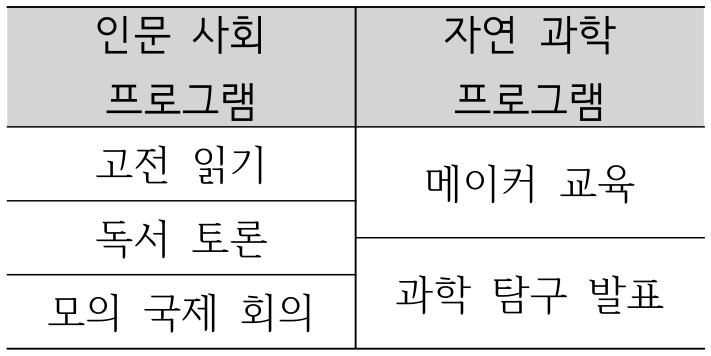 인문 사회 자연 과학
프로그램 프로그램
고전 읽기
메이커 교육
독서 토론
과학 탐구 발표
모의 국제 회의